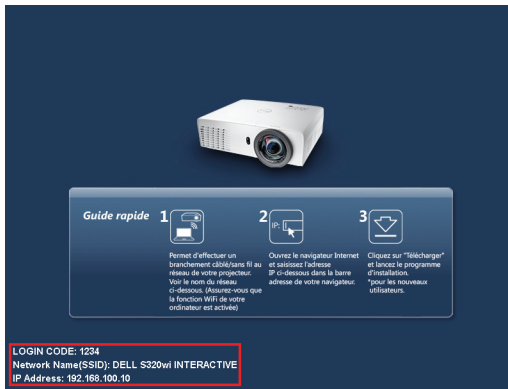 Guide rapide
1
2
IP:
3
Permet d'effectuer un
branchement câblé/sans fil au
réseau de votre projecteur.
Voir le nom du réseau
ci-dessous. (Assurez-vous que
la fonction WiFi de votre
ordinateur est activée)
Ouvrez le navigateur Internet
et saisissez l'adresse
IP ci-dessous dans la barre
adresse de votre navigateur.
Cliquez sur "Télécharger"
et lancez le programme
d'installation.
*pour les nouveaux
utilisateurs.
LOGIN CODE: 1234
Network Name(SSID): DELL S320wi INTERACTIVE
IP Address: 192.168.100.10